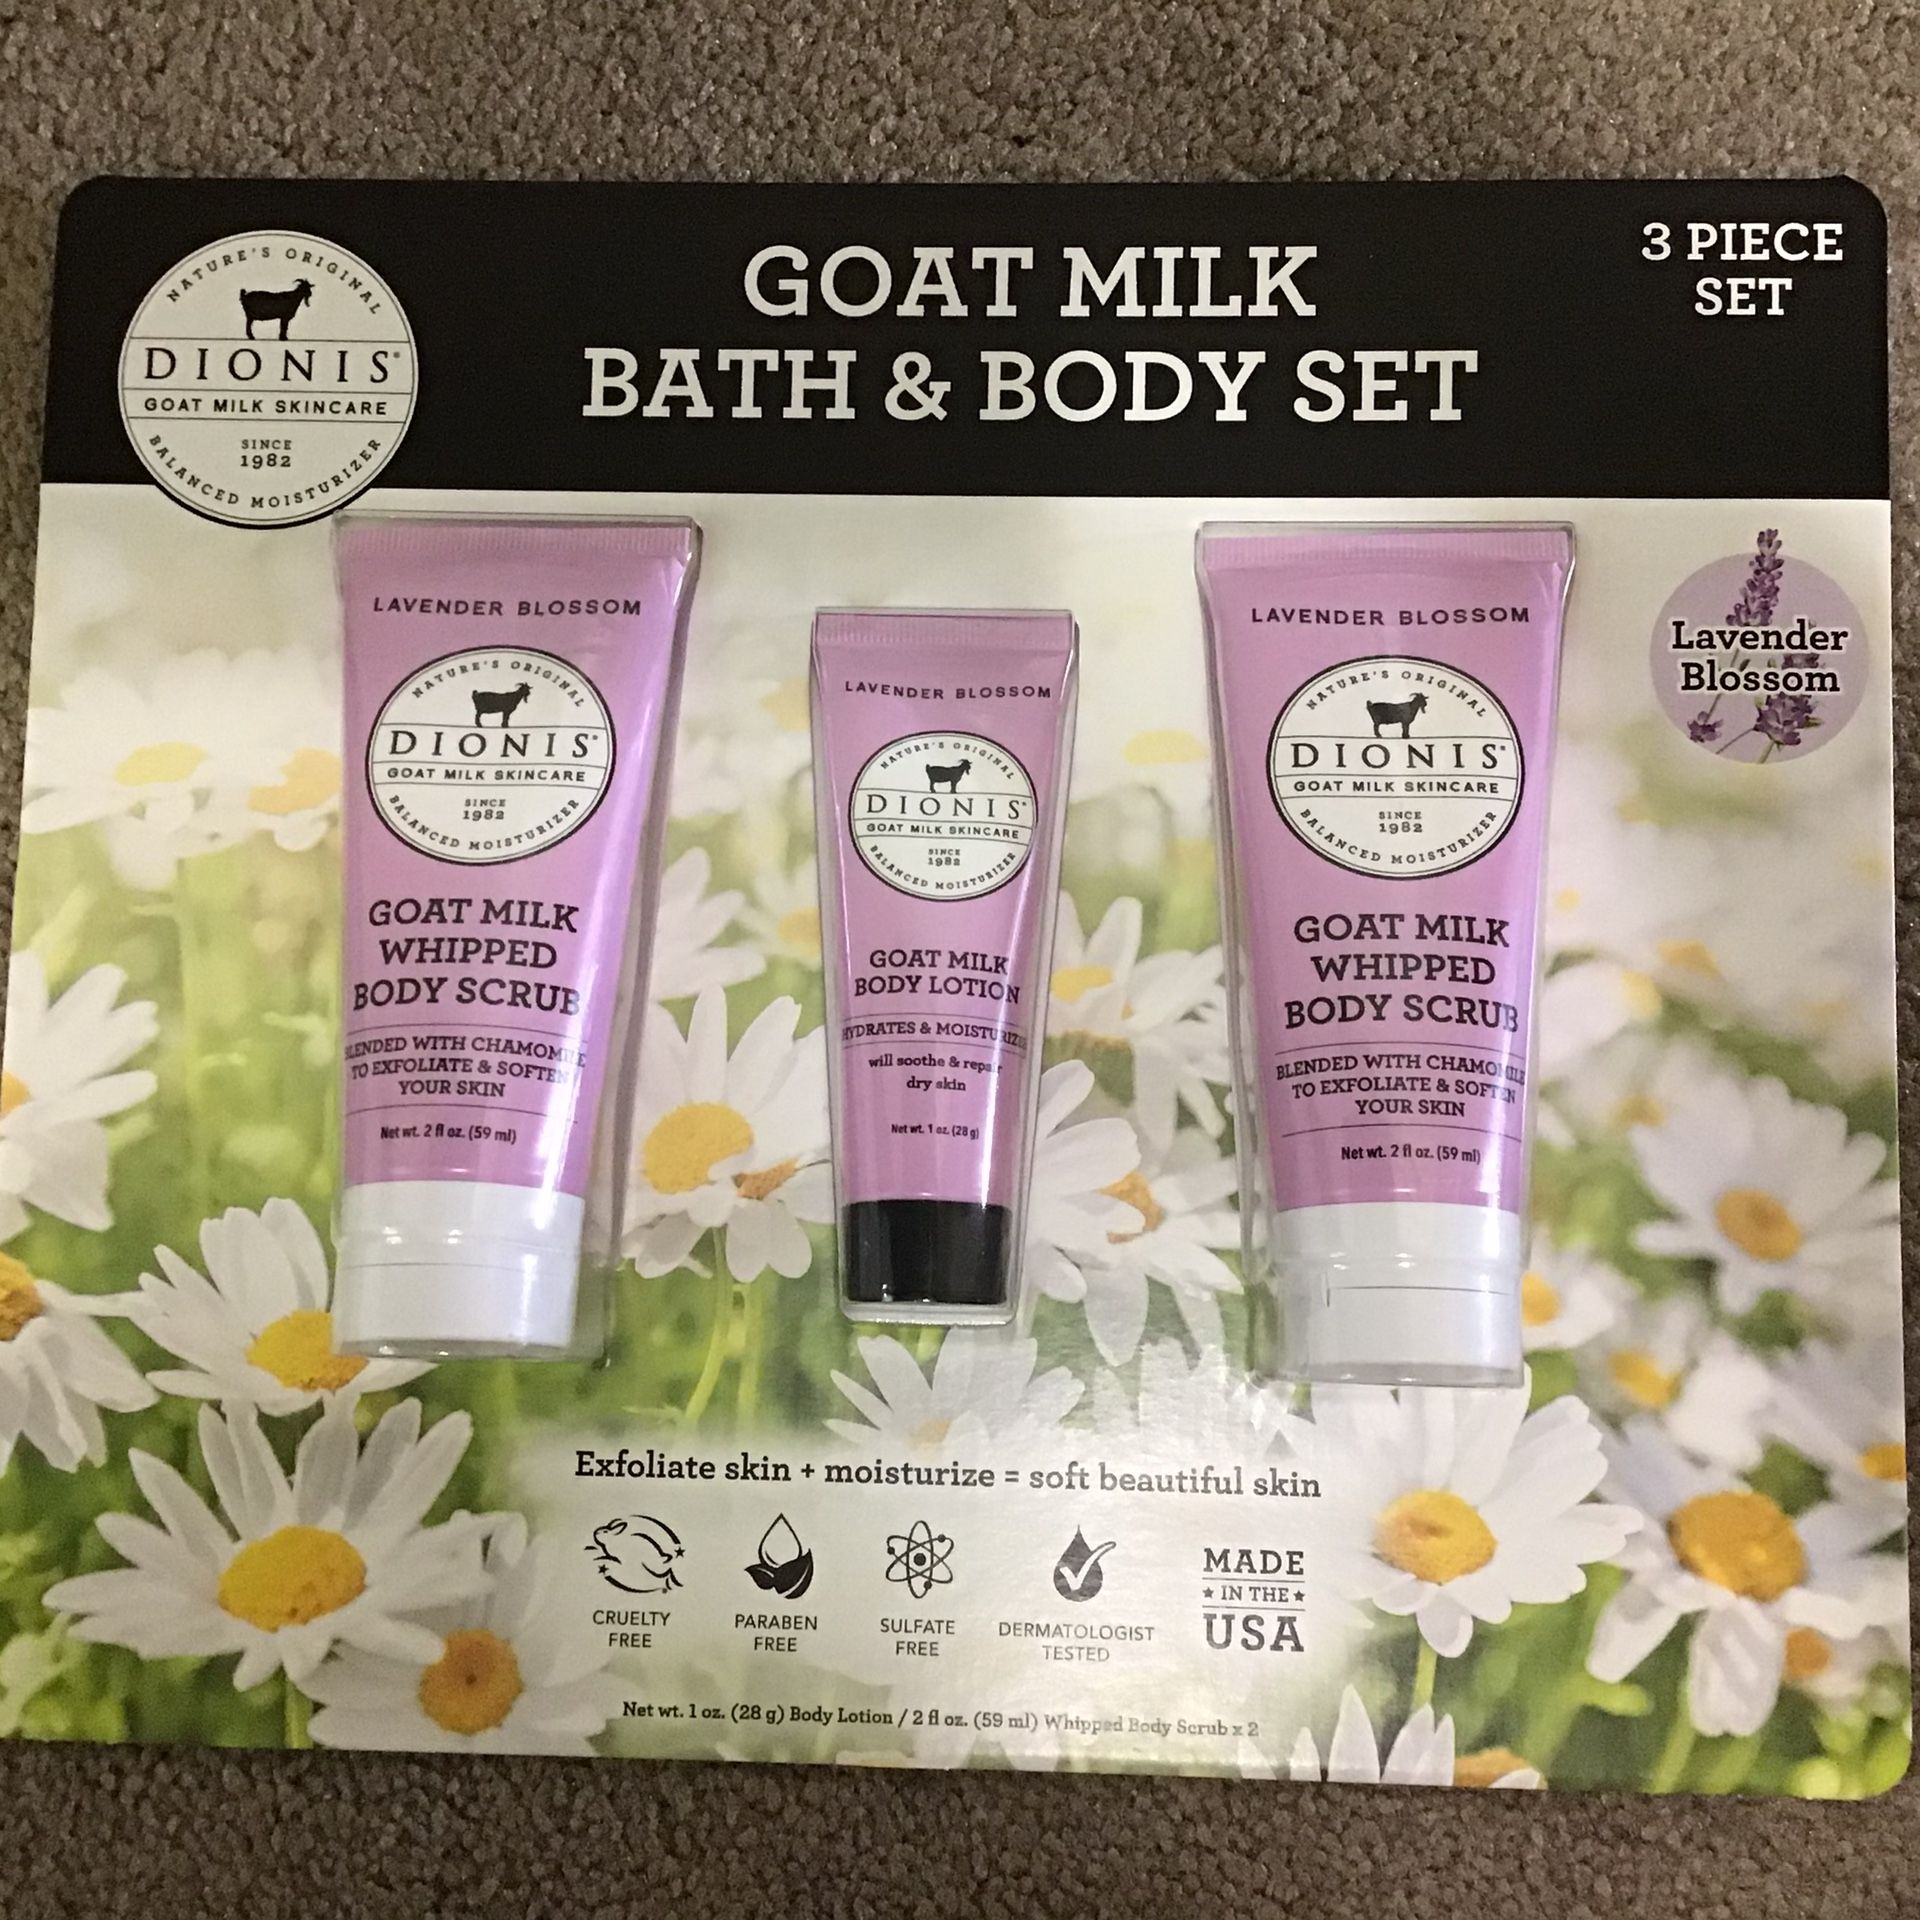 NATURE'S ORIGINAL
DIONIS
GOAT MILK SKINCARE
SINCE
1982
BALANCED MOISTURIZER
GOAT MILK
BATH & BODY SET
3 PIECE
SET
LAVENDER BLOSSOM
NATURE'S ORIGINAL
DIONIS
GOAT MILK SKINCARE
SINCE
1982
BALANCED MOISTURIZER
GOAT MILK
WHIPPED
BODY SCRUB
BLENDED WITH CHAMOMILE
TO EXFOLIATE & SOFTEN
YOUR SKIN
Net wt. 2 fl oz. (59 ml)
LAVENDER BLOSSOM
NATURE'S ORIGINAL
DIONIS
GOAT MILK SKINCARE
SINCE
1982
BALANCED MOISTURIZER
GOAT MILK
BODY LOTION
HYDRATES & MOISTURIZES
will soothe & repair
dry skin
Net wt. 1 oz. (28 g)
LAVENDER BLOSSOM
NATURE'S ORIGINAL
DIONIS
GOAT MILK SKINCARE
SINCE
1982
BALANCED MOISTURIZER
GOAT MILK
WHIPPED
BODY SCRUB
BLENDED WITH CHAMOMILE
TO EXFOLIATE & SOFTEN
YOUR SKIN
Net wt. 2 fl oz. (59 ml)
Lavender
Blossom
Exfoliate skin + moisturize = soft beautiful skin
CRUELTY
FREE
PARABEN
FREE
SULFATE
FREE
DERMATOLOGIST
TESTED
MADE
IN THE
USA
Net wt. 1 oz. (28 g) Body Lotion / 2 fl oz. (59 ml) Whipped Body Scrub x 2